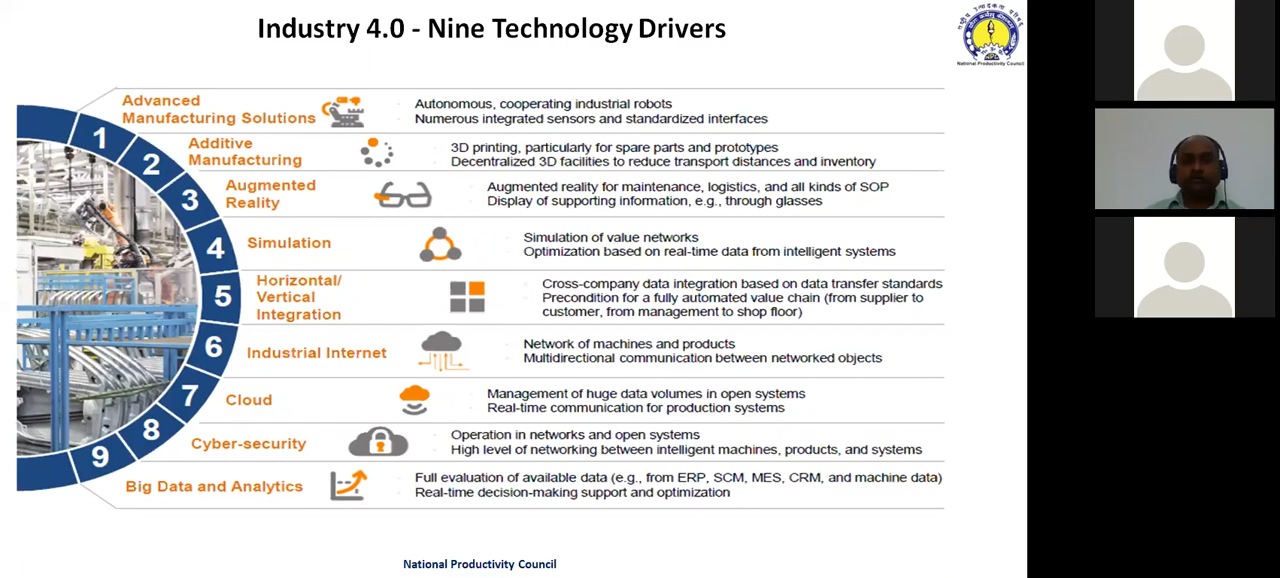 Industry 4.0 - Nine Technology Drivers
National Productivity Council
1
Advanced
Manufacturing Solutions
Autonomous, cooperating industrial robots
Numerous integrated sensors and standardized interfaces
2
Additive
Manufacturing
3D printing, particularly for spare parts and prototypes
Decentralized 3D facilities to reduce transport distances and inventory
3
Augmented
Reality
Augmented reality for maintenance, logistics, and all kinds of SOP
Display of supporting information, e.g., through glasses
4
Simulation
Simulation of value networks
Optimization based on real-time data from intelligent systems
5
Horizontal/
Vertical
Integration
Cross-company data integration based on data transfer standards
Precondition for a fully automated value chain (from supplier to
customer, from management to shop floor)
6
Industrial Internet
Network of machines and products
Multidirectional communication between networked objects
7
Cloud
Management of huge data volumes in open systems
Real-time communication for production systems
8
Cyber-security
Operation in networks and open systems
High level of networking between intelligent machines, products, and systems
9
Big Data and Analytics
Full evaluation of available data (e.g., from ERP, SCM, MES, CRM, and machine data)
Real-time decision-making support and optimization
National Productivity Council